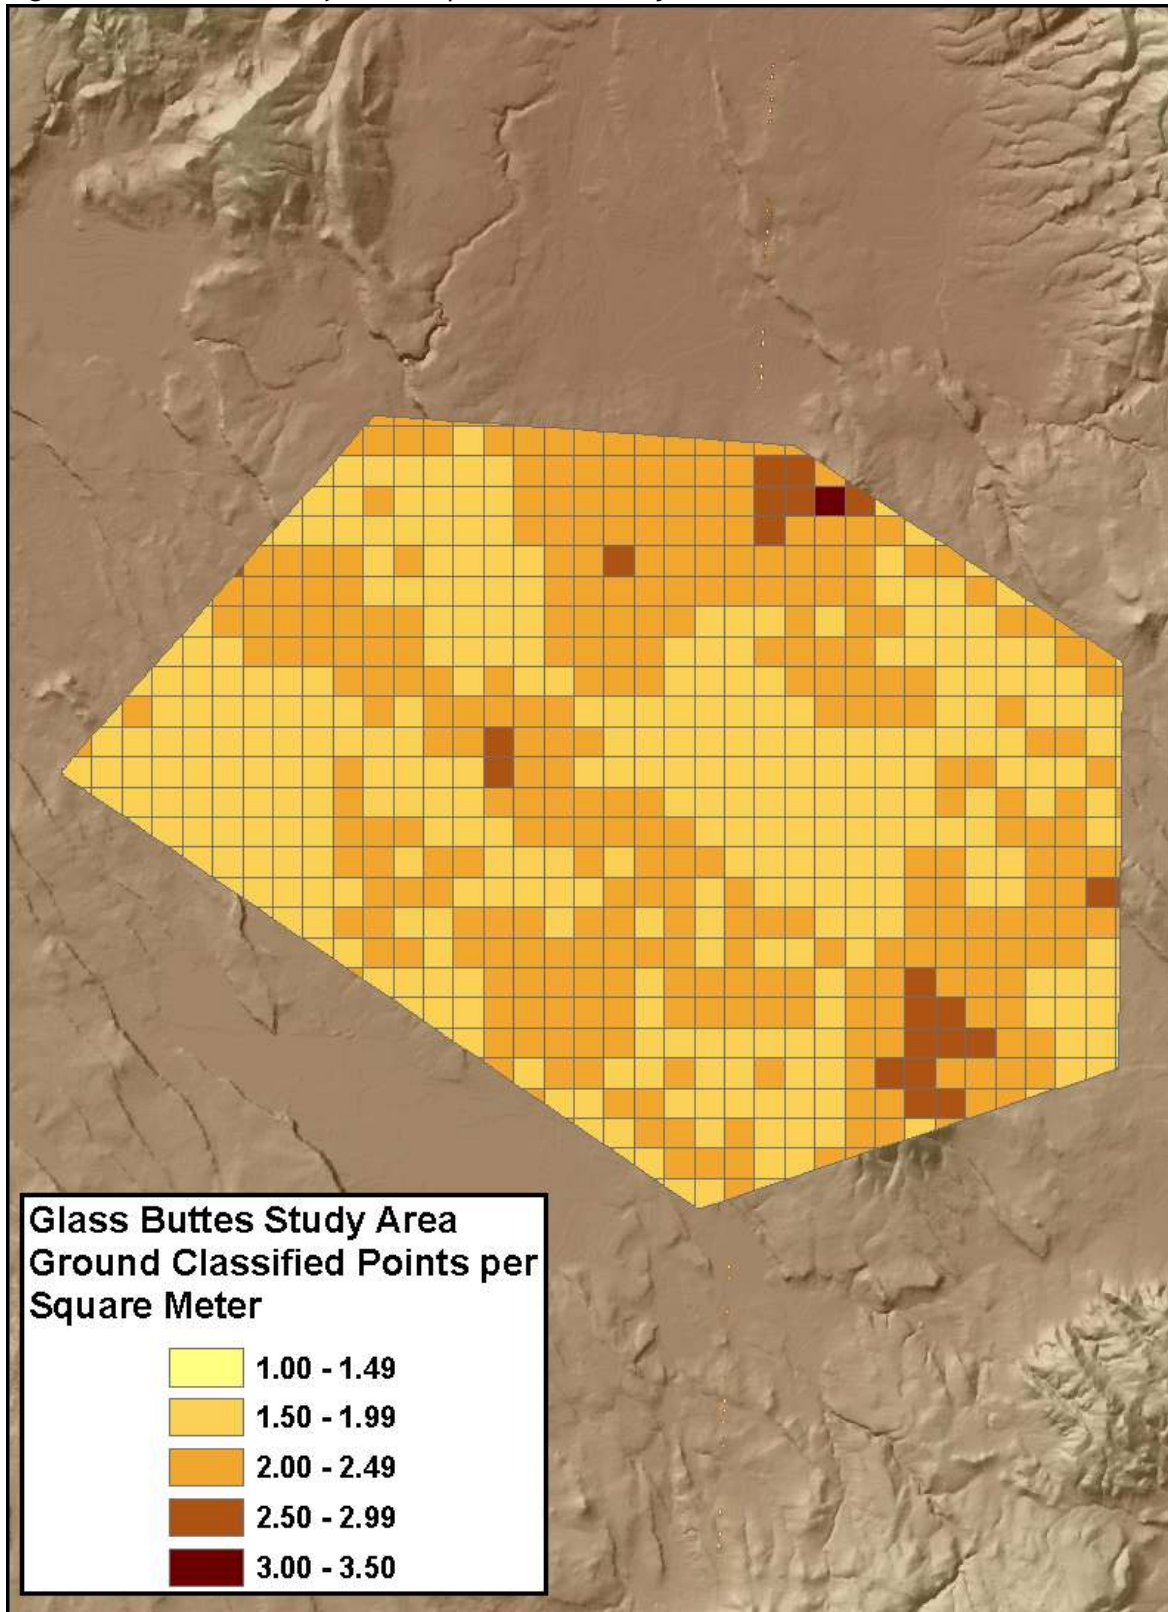 Glass Buttes Study Area
Ground Classified Points per
Square Meter
1.00 - 1.49
1.50 - 1.99
2.00 - 2.49
2.50 - 2.99
3.00 - 3.50